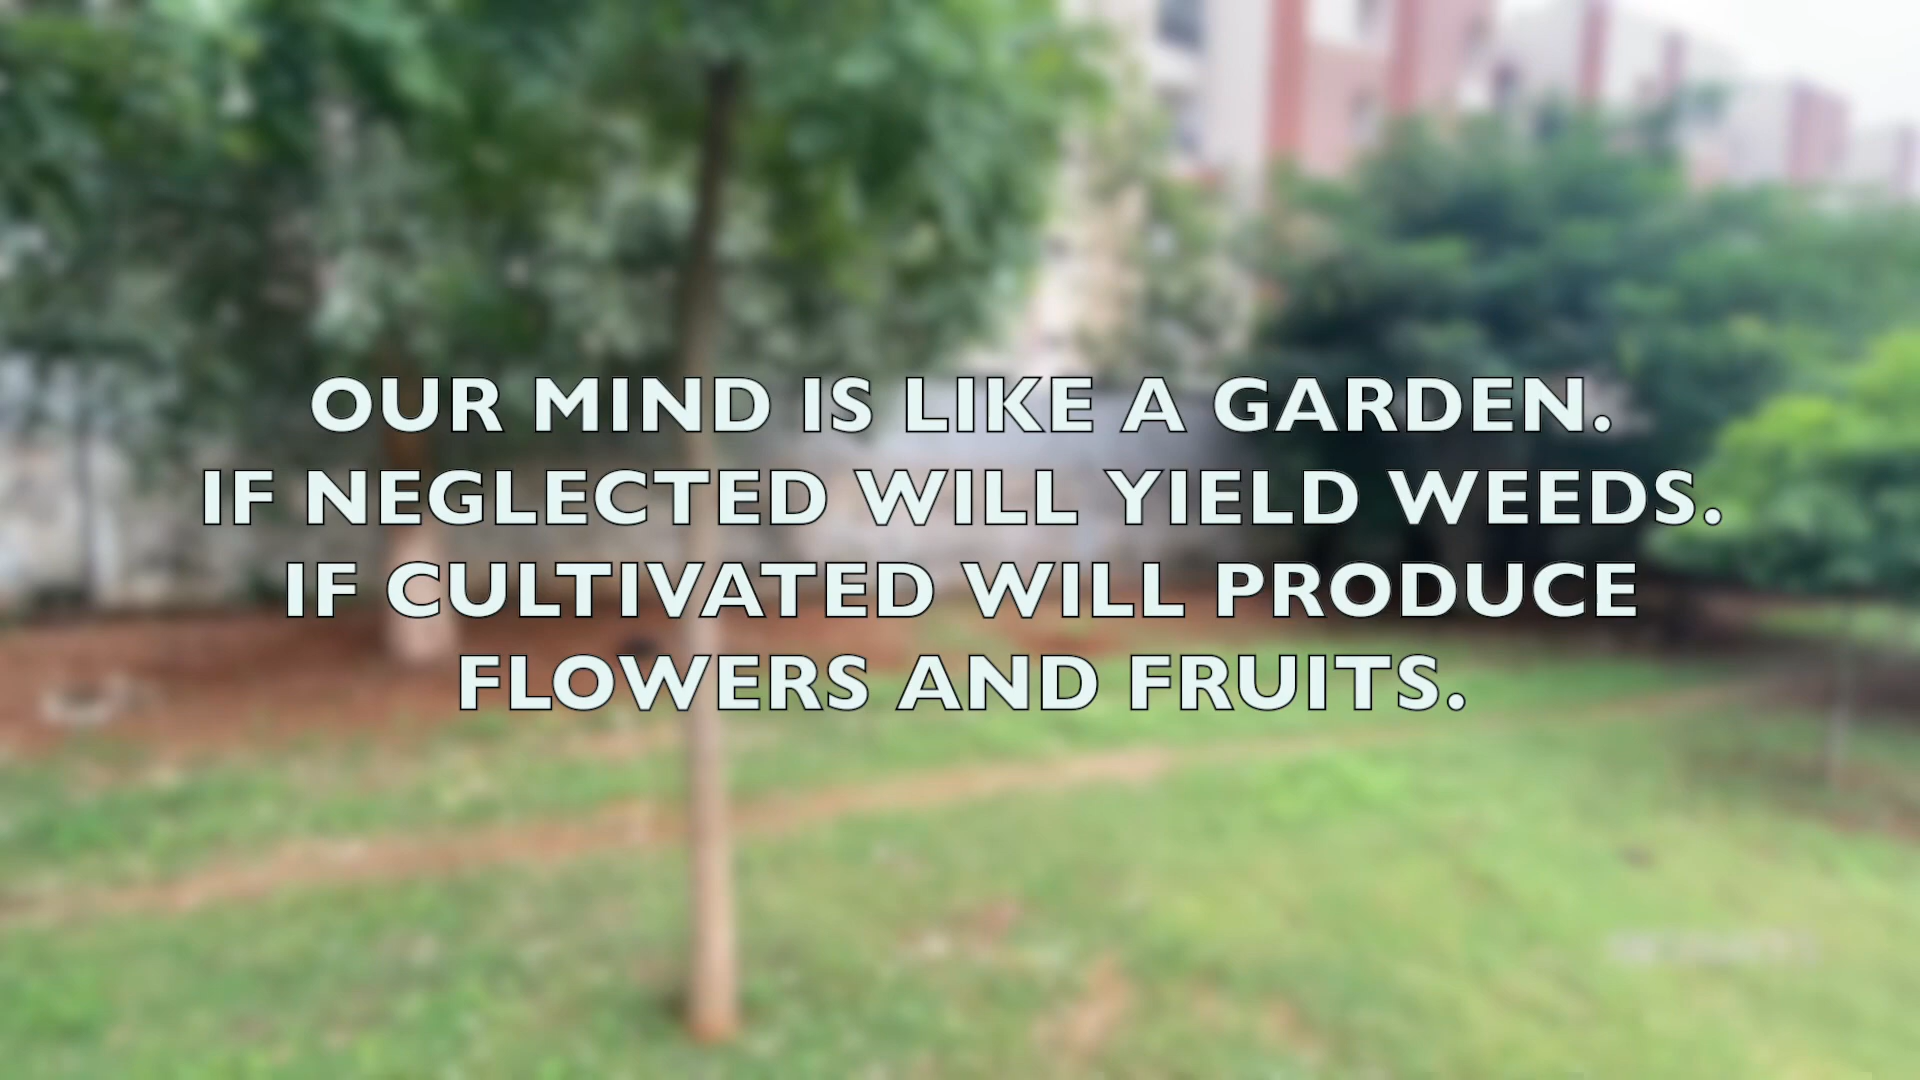 OUR MIND IS LIKE A GARDEN.
IF NEGLECTED WILL YIELD WEEDS.
IF CULTIVATED WILL PRODUCE
FLOWERS AND FRUITS.